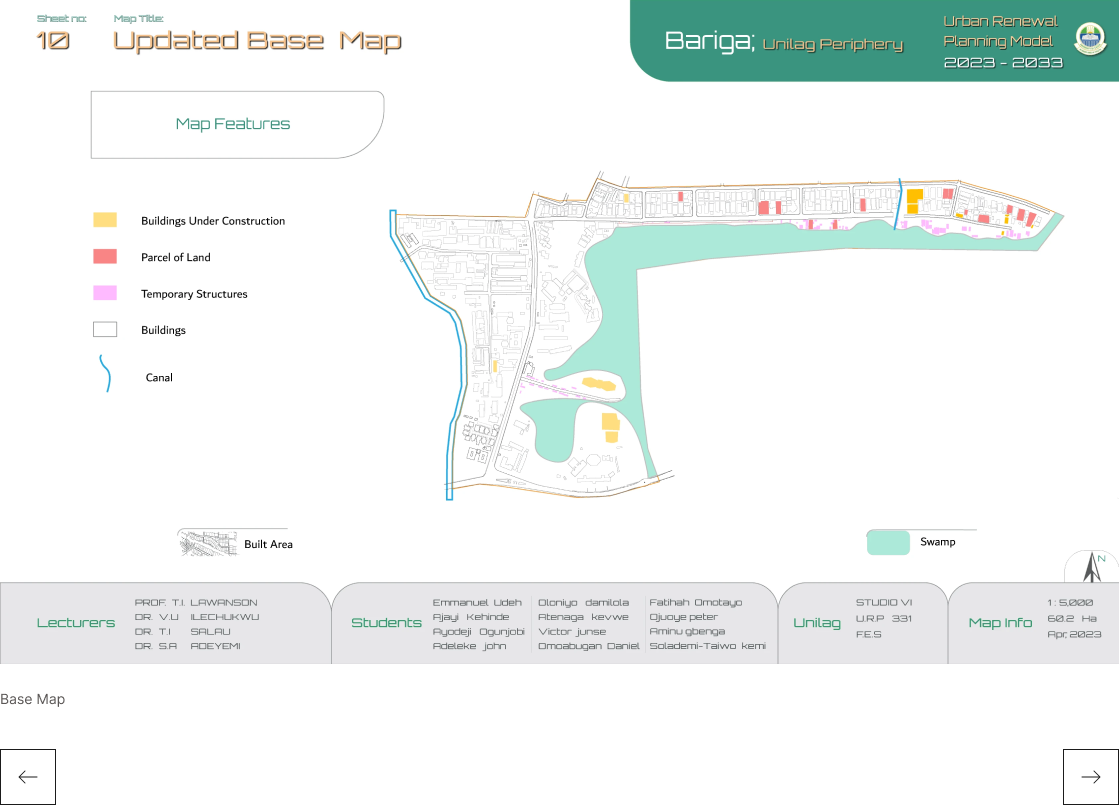 Sheet no:
Map Title:
10
Updated Base Map
Bariga; Unilag Periphery
Urban Renewal
Planning Model
2023 - 2033
Map Features
Buildings Under Construction
Parcel of Land
Temporary Structures
Buildings
Canal
Built Area
Swamp
N
Lecturers
PROF. T.I. LAWANSON
DR. V.U ILECHUKWU
DR. T.I SALAU
DR. S.A ADEYEMI
Students
Emmanuel Udeh
Ajayi Kehinde
Ayodeji Ogunjobi
Adeleke john
Oloniyo damilola
Atenaga kevwe
Victor junse
Omoabugan Daniel
Fatihah Omotayo
Ojuoye peter
Aminu gbenga
Solademi-Taiwo kemi
Unilag
STUDIO VI
U.R.P 331
F.E.S
Map Info
1 : 5,000
60.2 Ha
Apr, 2023
Base Map